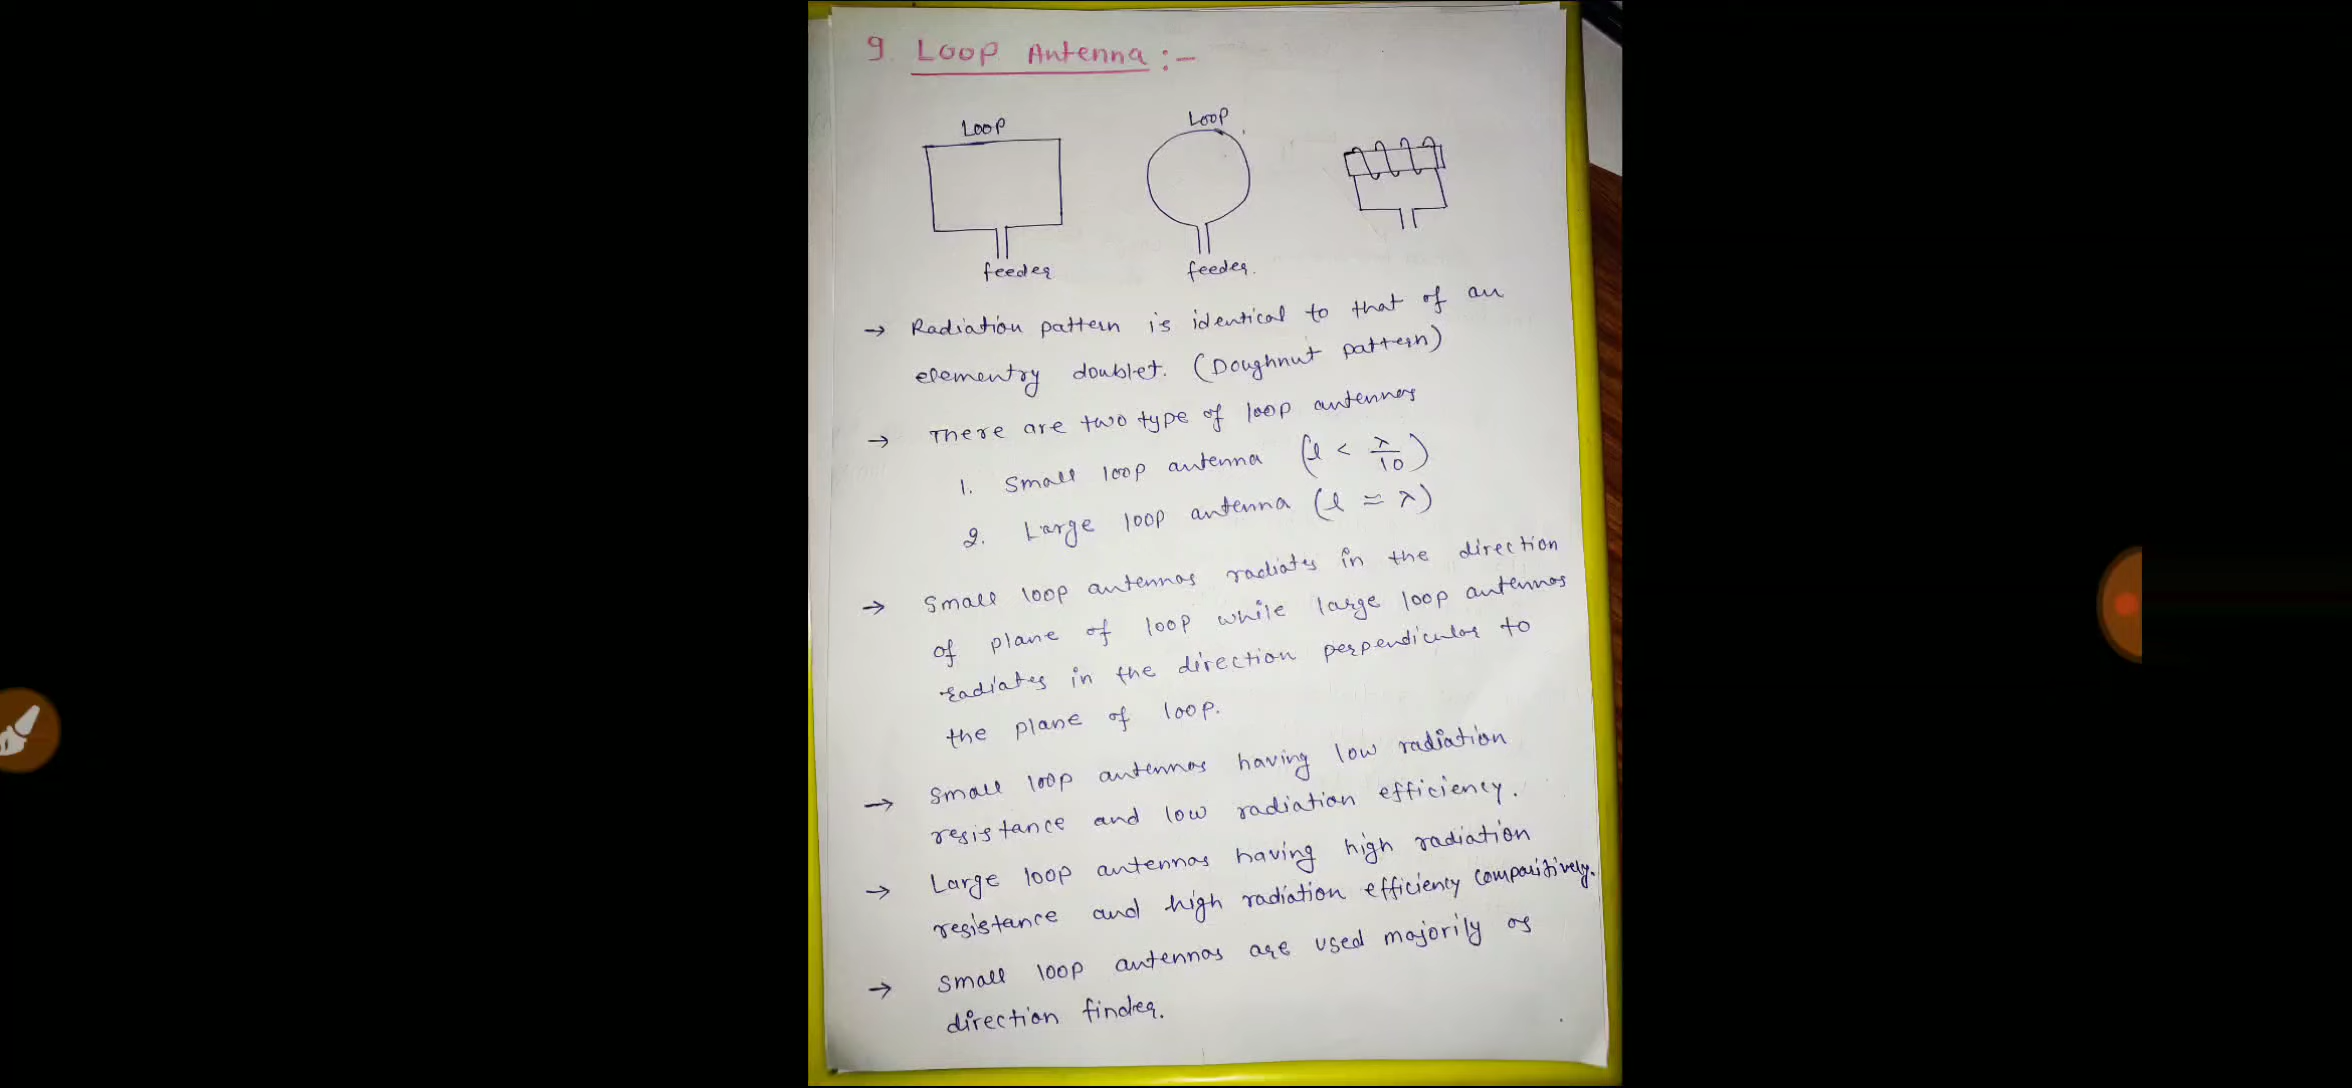 9. Loop Antenna :-
Loop
Loop
feeder
feeder.
→ Radiation pattern is identical to that of an
elementry doublet. (Doughnut pattern)
→ There are two type of loop antennas
1. Small loop antenna (l < λ/10)
2. Large loop antenna (l = λ)
→ Small loop antennas radiates in the direction
of plane of loop while large loop antennas
radiates in the direction perpendicular to
the plane of loop.
→ Small loop antennas having low radiation
resistance and low radiation efficiency.
→ Large loop antennas having high radiation
resistance and high radiation efficiency comparitively.
→ Small loop antennas are used majorily as
direction finder.